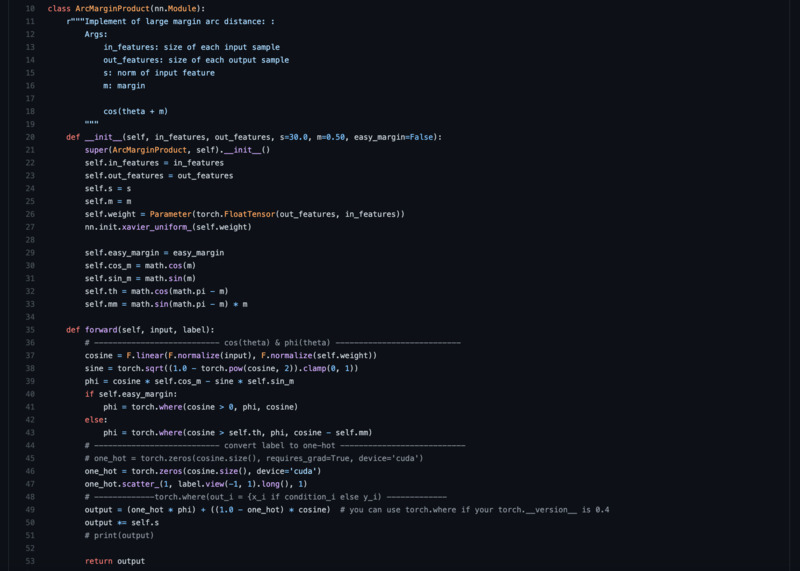 10 class ArcMarginProduct(nn.Module):
11     r"""Implement of large margin arc distance: :
12         Args:
13             in_features: size of each input sample
14             out_features: size of each output sample
15             s: norm of input feature
16             m: margin
17
18             cos(theta + m)
19         """
20     def __init__(self, in_features, out_features, s=30.0, m=0.50, easy_margin=False):
21         super(ArcMarginProduct, self).__init__()
22         self.in_features = in_features
23         self.out_features = out_features
24         self.s = s
25         self.m = m
26         self.weight = Parameter(torch.FloatTensor(out_features, in_features))
27         nn.init.xavier_uniform_(self.weight)
28
29         self.easy_margin = easy_margin
30         self.cos_m = math.cos(m)
31         self.sin_m = math.sin(m)
32         self.th = math.cos(math.pi - m)
33         self.mm = math.sin(math.pi - m) * m
34
35     def forward(self, input, label):
36         # --------------------------- cos(theta) & phi(theta) ---------------------------
37         cosine = F.linear(F.normalize(input), F.normalize(self.weight))
38         sine = torch.sqrt((1.0 - torch.pow(cosine, 2)).clamp(0, 1))
39         phi = cosine * self.cos_m - sine * self.sin_m
40         if self.easy_margin:
41             phi = torch.where(cosine > 0, phi, cosine)
42         else:
43             phi = torch.where(cosine > self.th, phi, cosine - self.mm)
44         # --------------------------- convert label to one-hot ---------------------------
45         # one_hot = torch.zeros(cosine.size(), requires_grad=True, device='cuda')
46         one_hot = torch.zeros(cosine.size(), device='cuda')
47         one_hot.scatter_(1, label.view(-1, 1).long(), 1)
48         # -------------torch.where(out_i = {x_i if condition_i else y_i) -------------
49         output = (one_hot * phi) + ((1.0 - one_hot) * cosine)  # you can use torch.where if your torch.__version__ is 0.4
50         output *= self.s
51         # print(output)
52
53         return output